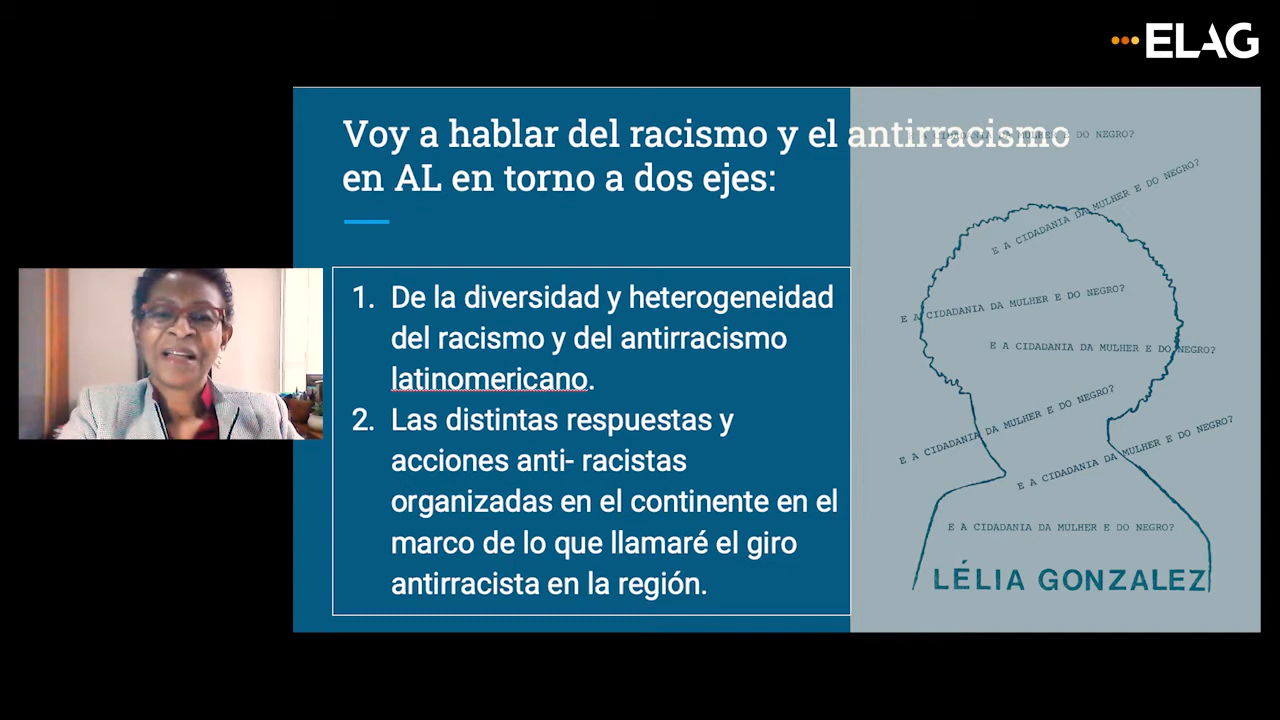 ELAG
Voy a hablar del racismo y el antirracismo
en AL en torno a dos ejes:
1. De la diversidad y heterogeneidad
del racismo y del antirracismo
latinomericano.
2. Las distintas respuestas y
acciones anti- racistas
organizadas en el continente en el
marco de lo que llamaré el giro
antirracista en la región.
E A CIDADANIA DA MULHER E DO NEGRO?
E A CIDADANIA DA MULHER E DO NEGRO?
E A CIDADANIA DA MULHER E DO NEGRO?
E A CIDADANIA DA MULHER E DO NEGRO?
E A CIDADANIA DA MULHER E DO NEGRO?
E A CIDADANIA DA MULHER E DO NEGRO?
E A CIDADANIA DA MULHER E DO NEGRO?
LÉLIA GONZALEZ